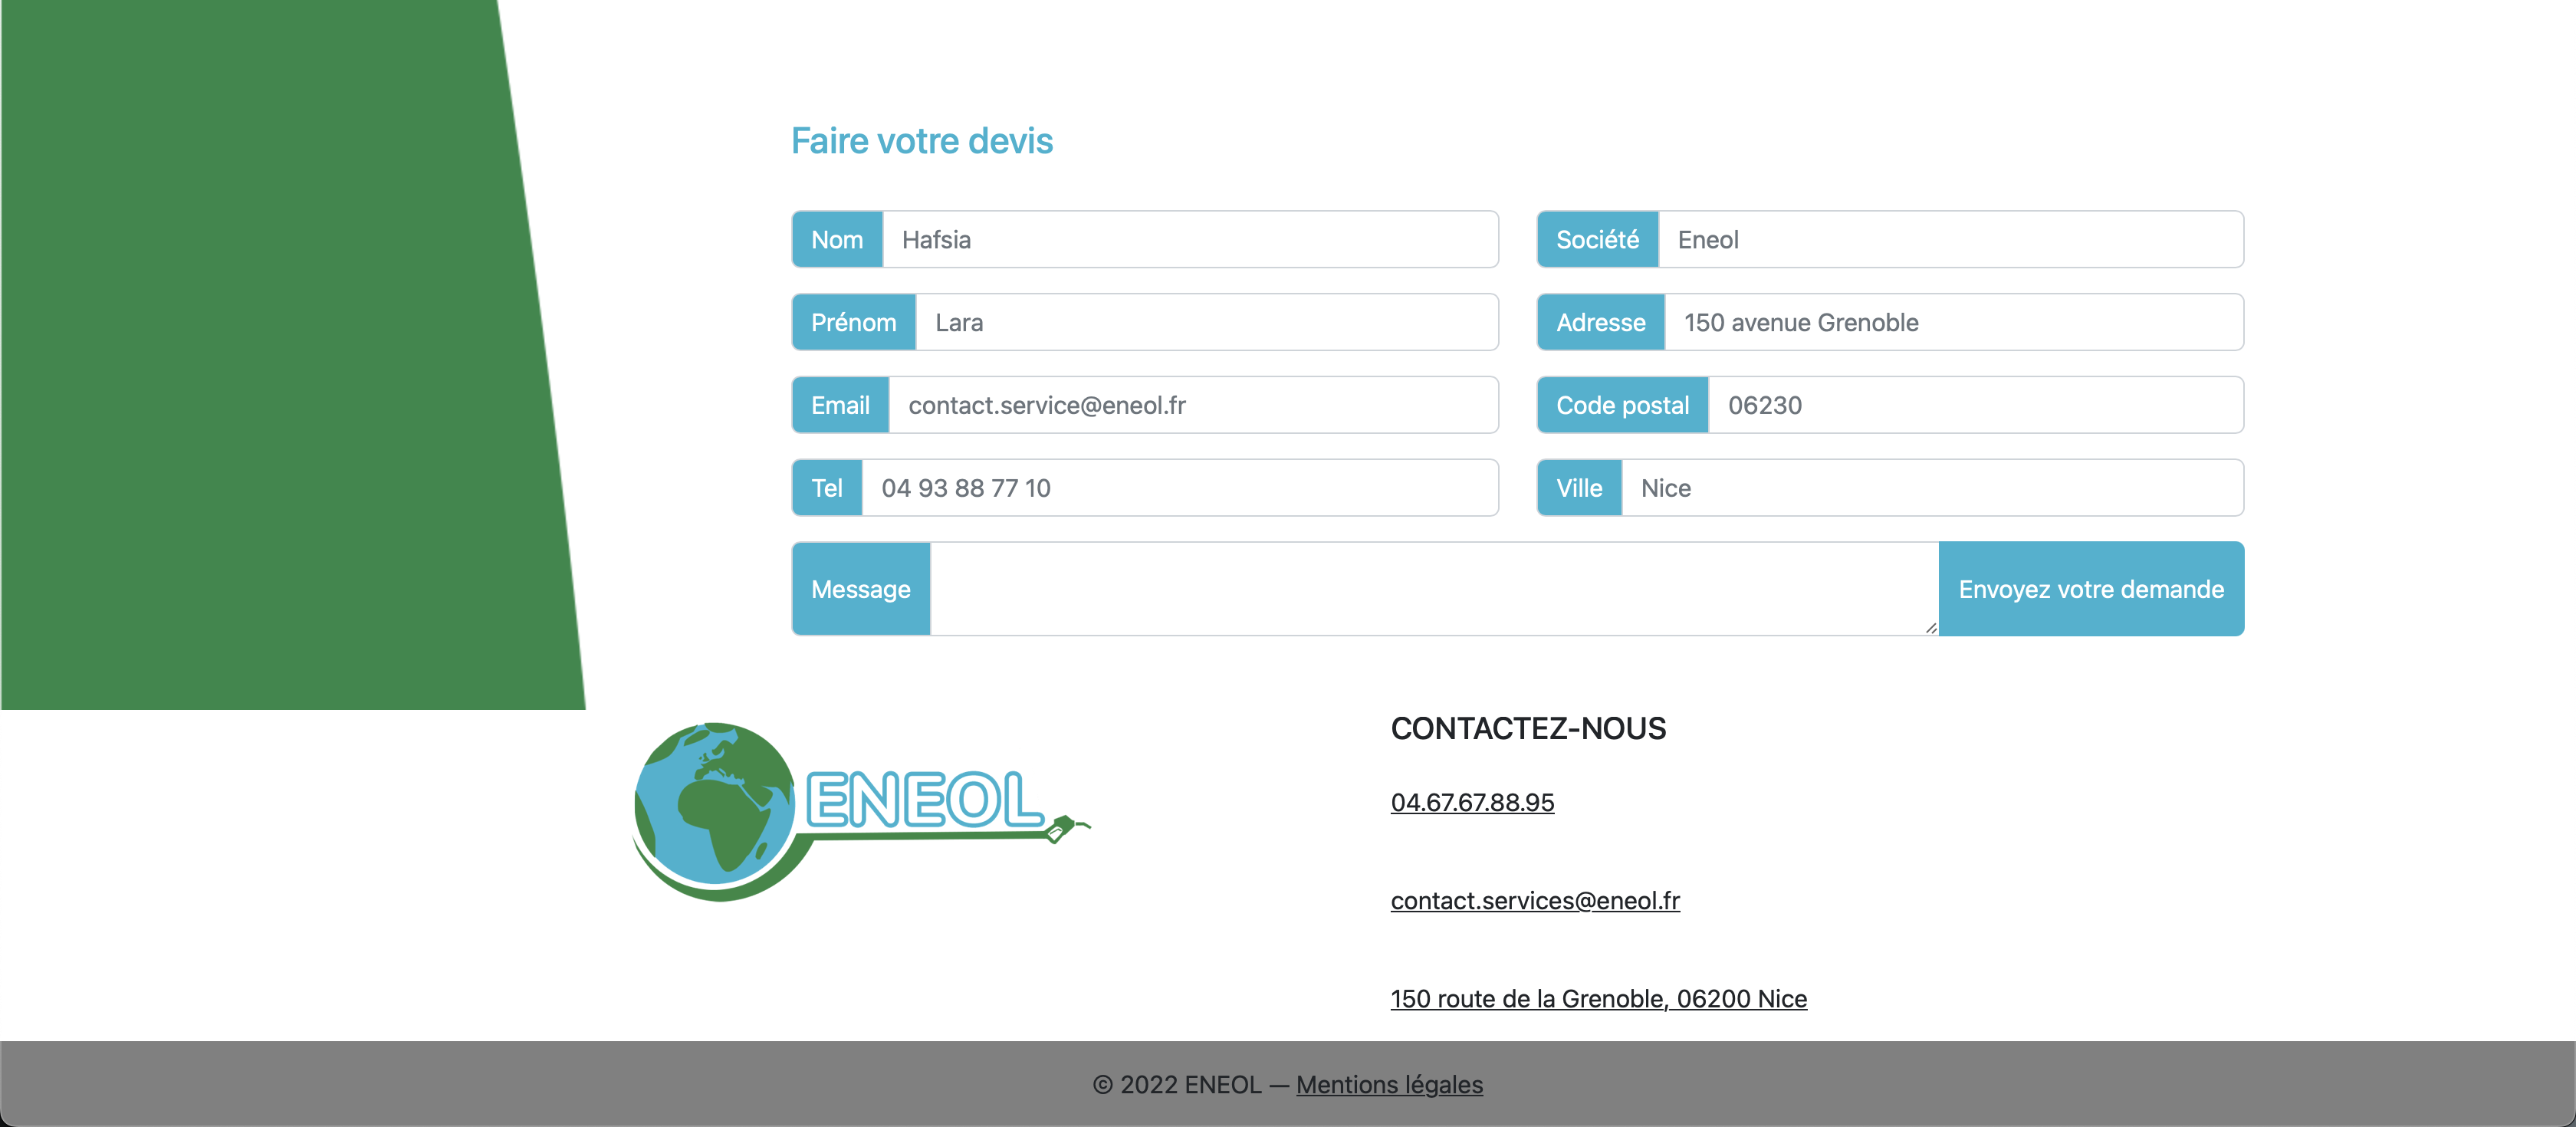 Faire votre devis
Nom Hafsia
Société Eneol
Prénom Lara
Adresse 150 avenue Grenoble
Email contact.service@eneol.fr
Code postal 06230
Tel 04 93 88 77 10
Ville Nice
Message
Envoyez votre demande
ENEOL
CONTACTEZ-NOUS
04.67.67.88.95
contact.services@eneol.fr
150 route de la Grenoble, 06200 Nice
© 2022 ENEOL — Mentions légales